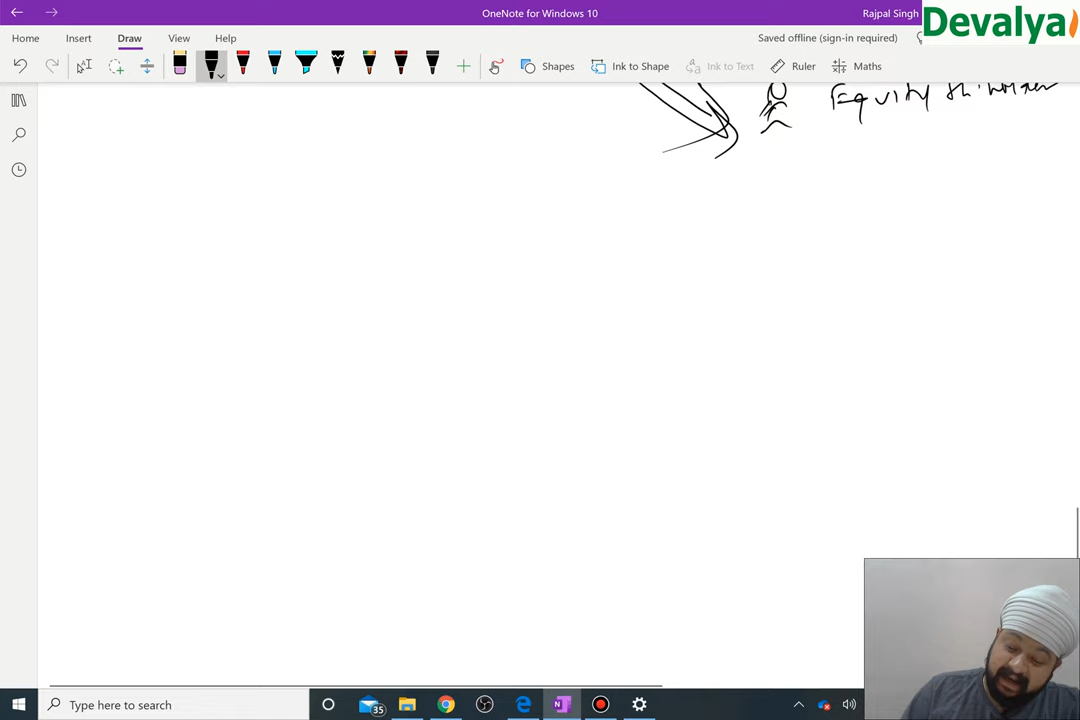 OneNote for Windows 10
Rajpal Singh
Devalya
Home Insert Draw View Help
Saved offline (sign-in required)
Shapes Ink to Shape Ink to Text Ruler Maths
Equity
35
Type here to search